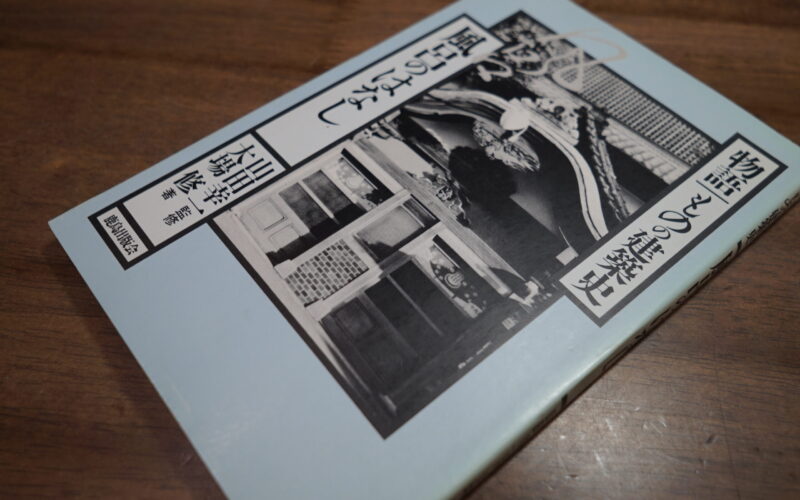 物語／ものの建築史
風呂のはなし
山田幸一 監修
大場 修 著
鹿島出版会